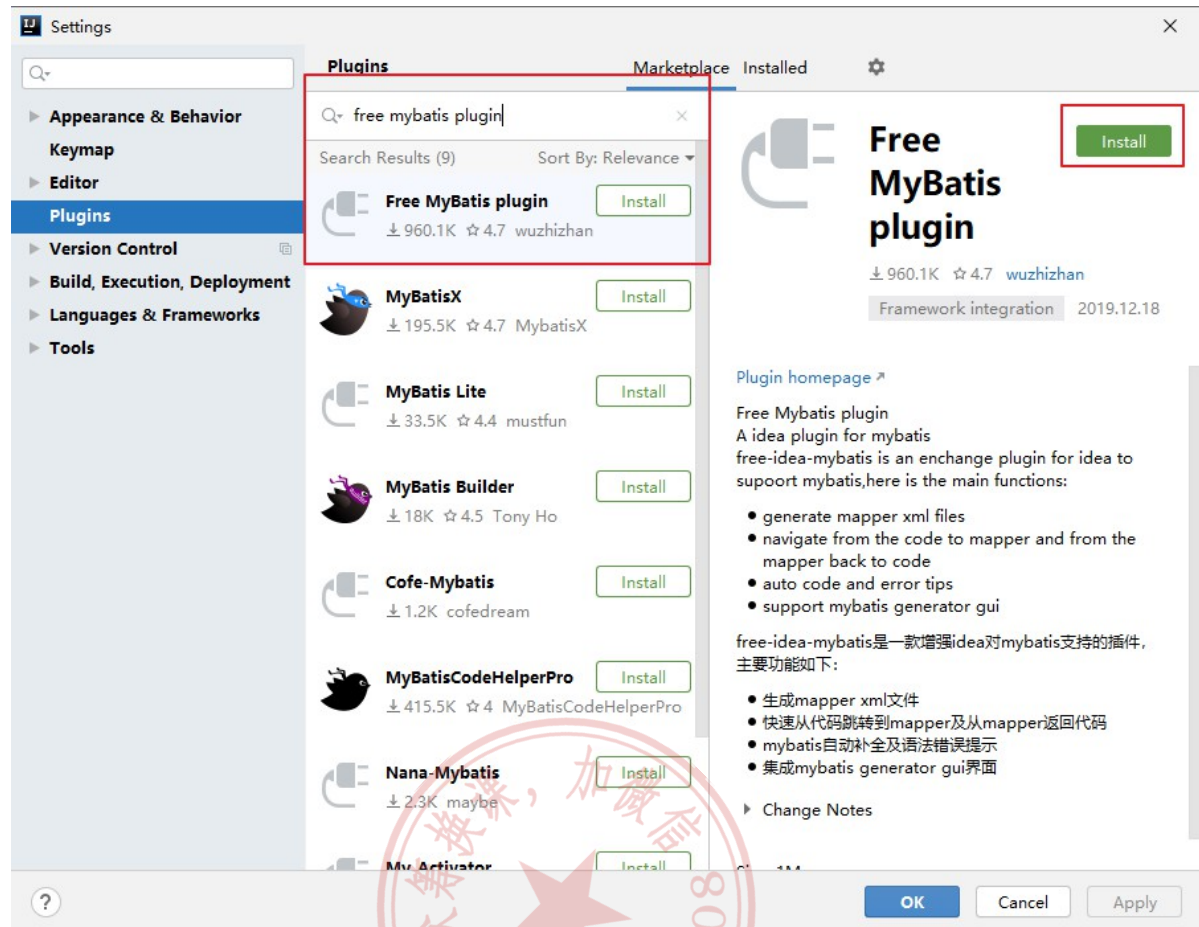 Settings
Plugins
Marketplace
Installed
Appearance & Behavior
Keymap
Editor
Plugins
Version Control
Build, Execution, Deployment
Languages & Frameworks
Tools
free mybatis plugin
Search Results (9)
Sort By: Relevance
Free MyBatis plugin
Install
960.1K 4.7 wuzhizhan
MyBatisX
Install
195.5K 4.7 MybatisX
MyBatis Lite
Install
33.5K 4.4 mustfun
MyBatis Builder
Install
18K 4.5 Tony Ho
Cofe-Mybatis
Install
1.2K cofedream
MyBatisCodeHelperPro
Install
415.5K 4 MyBatisCodeHelperPro
Nana-Mybatis
Install
2.3K maybe
My Activator
Install
Free
MyBatis
plugin
Install
960.1K 4.7 wuzhizhan
Framework integration 2019.12.18
Plugin homepage
Free Mybatis plugin
A idea plugin for mybatis
free-idea-mybatis is an enchange plugin for idea to
supoort mybatis,here is the main functions:
generate mapper xml files
navigate from the code to mapper and from the
mapper back to code
auto code and error tips
support mybatis generator gui
free-idea-mybatis是一款增强idea对mybatis支持的插件，
主要功能如下：
生成mapper xml文件
快速从代码跳转到mapper及从mapper返回代码
mybatis自动补全及语法错误提示
集成mybatis generator gui界面
Change Notes
换课，加微信
80
?
OK
Cancel
Apply